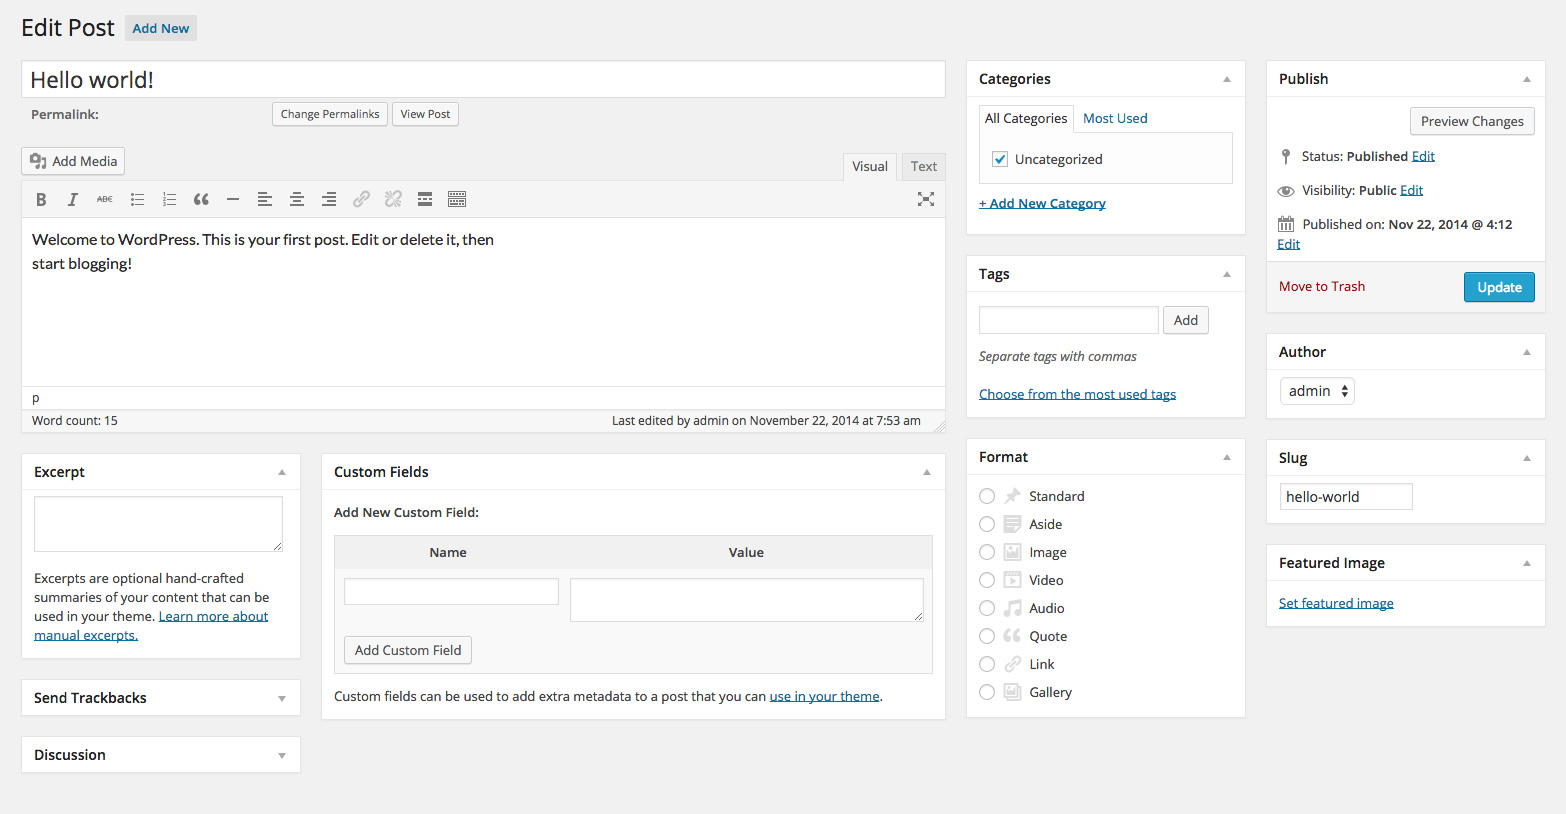 Edit Post Add New
Hello world!
Permalink: Change Permalinks View Post
Add Media
Visual Text
B I ABC
Welcome to WordPress. This is your first post. Edit or delete it, then
start blogging!
p
Word count: 15 Last edited by admin on November 22, 2014 at 7:53 am
Excerpt
Excerpts are optional hand-crafted
summaries of your content that can be
used in your theme. Learn more about
manual excerpts.
Send Trackbacks
Discussion
Custom Fields
Add New Custom Field:
Name Value
Add Custom Field
Custom fields can be used to add extra metadata to a post that you can use in your theme.
Categories
All Categories Most Used
Uncategorized
+ Add New Category
Tags
Add
Separate tags with commas
Choose from the most used tags
Format
Standard
Aside
Image
Video
Audio
Quote
Link
Gallery
Publish
Preview Changes
Status: Published Edit
Visibility: Public Edit
Published on: Nov 22, 2014 @ 4:12
Edit
Move to Trash Update
Author
admin
Slug
hello-world
Featured Image
Set featured image